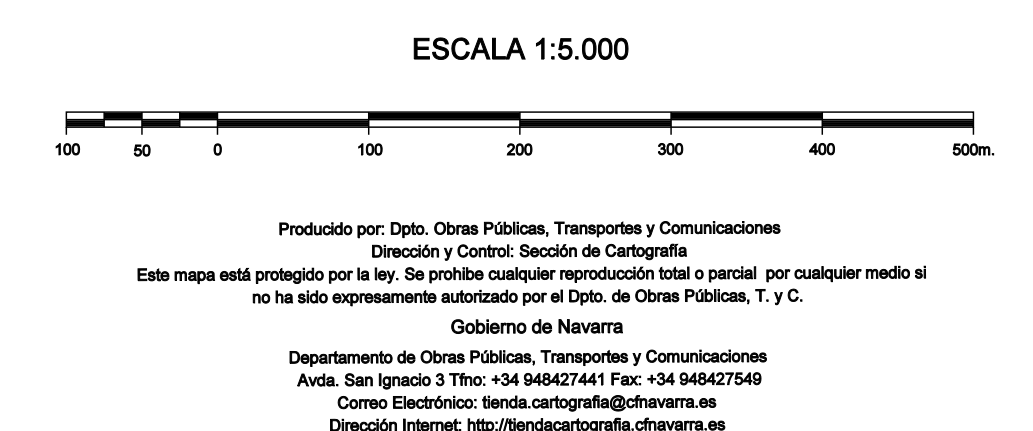 ESCALA 1:5.000
100 50 0 100 200 300 400 500m.
Producido por: Dpto. Obras Públicas, Transportes y Comunicaciones
Dirección y Control: Sección de Cartografía
Este mapa está protegido por la ley. Se prohibe cualquier reproducción total o parcial por cualquier medio si
no ha sido expresamente autorizado por el Dpto. de Obras Públicas, T. y C.
Gobierno de Navarra
Departamento de Obras Públicas, Transportes y Comunicaciones
Avda. San Ignacio 3 Tfno: +34 948427441 Fax: +34 948427549
Correo Electrónico: tienda.cartografia@cfnavarra.es
Dirección Internet: http://tiendacartografia.cfnavarra.es